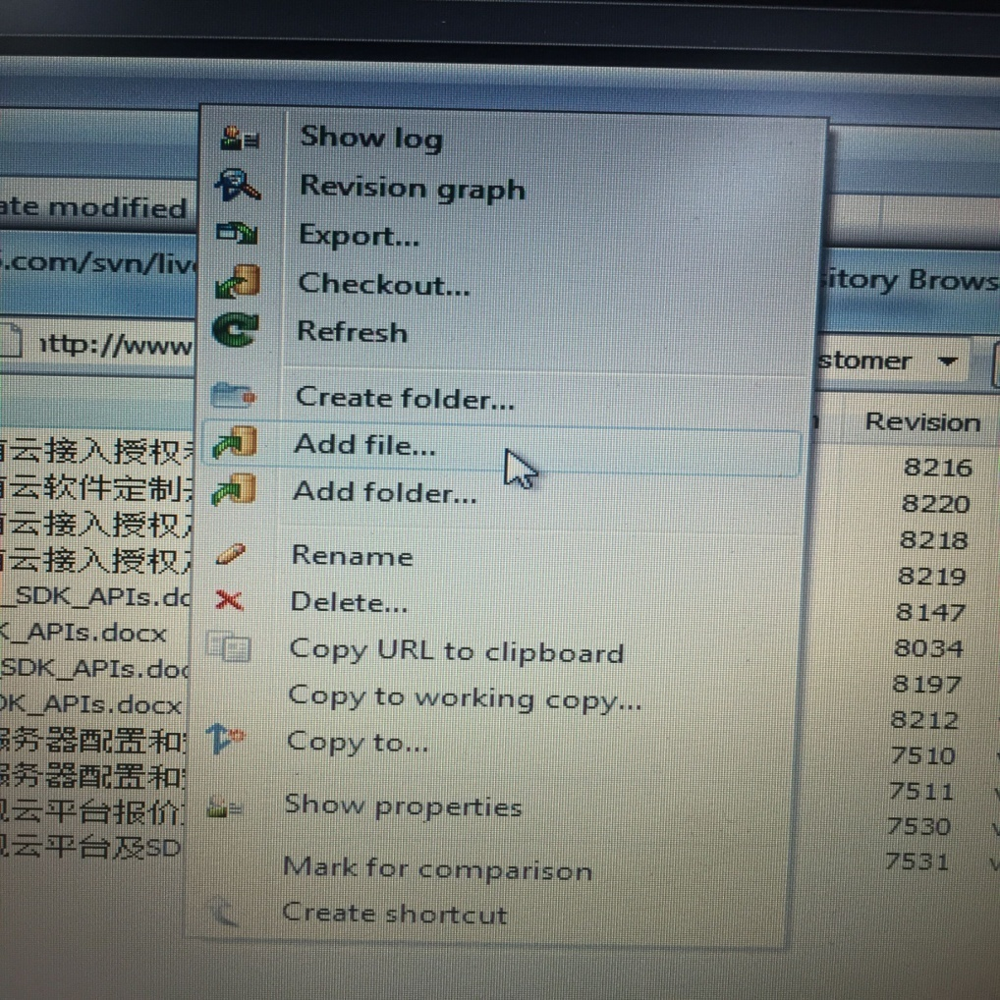 Show log
Revision graph
Export...
Checkout...
Refresh
Create folder...
Add file...
Add folder...
Rename
Delete...
Copy URL to clipboard
Copy to working copy...
Copy to...
Show properties
Mark for comparison
Create shortcut
ate modified
.com/svn/liv
ttp://www
云接入授权
云软件定制
云接入授权
云接入授权
_SDK_APIs.do
K_APIs.docx
SDK_APIs.doc
DK_APIs.docx
服务器配置和
服务器配置和
云平台报价
云平台及SD
itory Brows
stomer
Revision
8216
8220
8218
8219
8147
8034
8197
8212
7510
7511
7530
7531